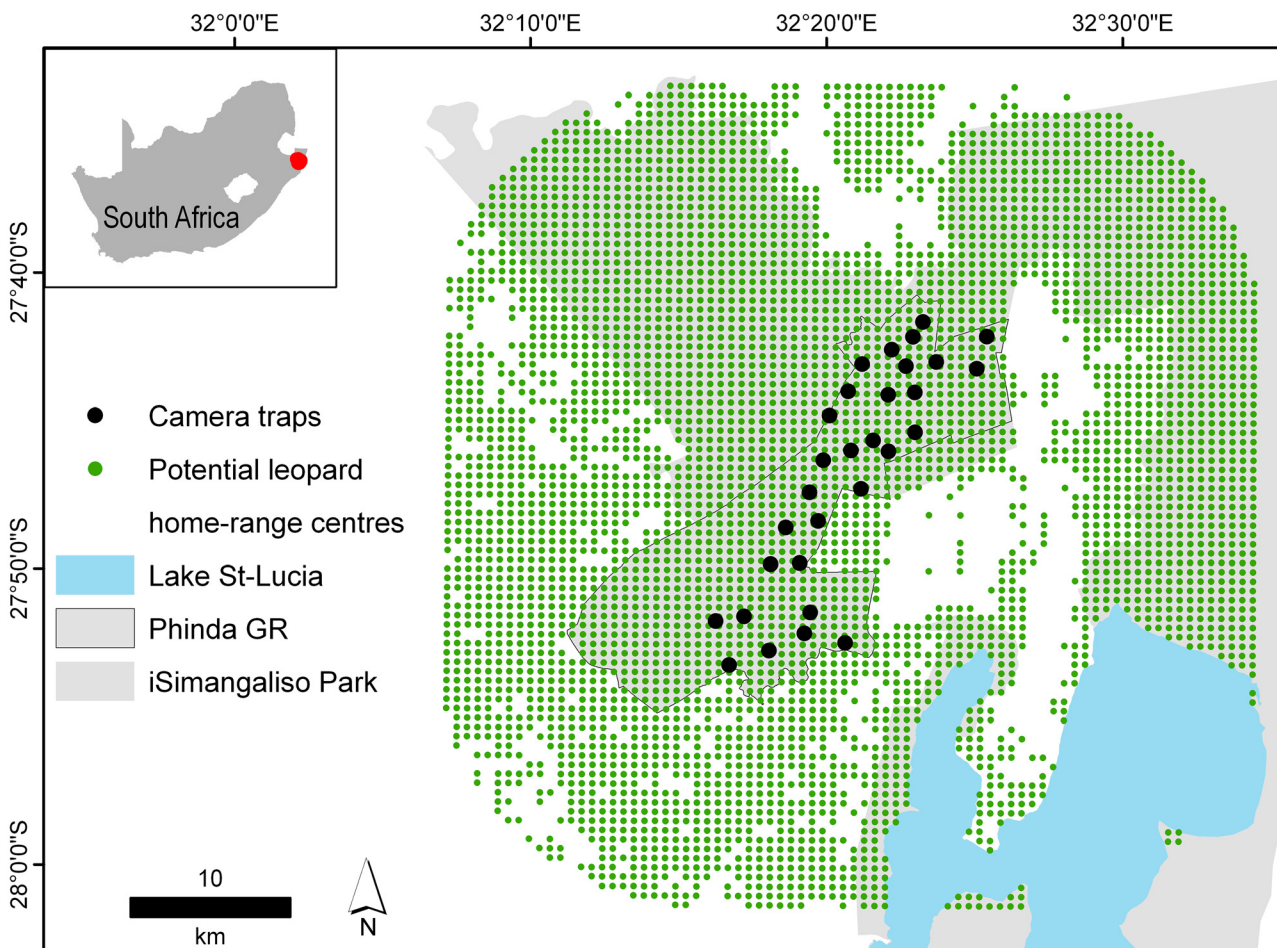 32°0'0"E
32°10'0"E
32°20'0"E
32°30'0"E
South Africa
27°40'0"S
Camera traps
Potential leopard
home-range centres
Lake St-Lucia
27°50'0"S
Phinda GR
iSimangaliso Park
28°0'0"S
10
km
N